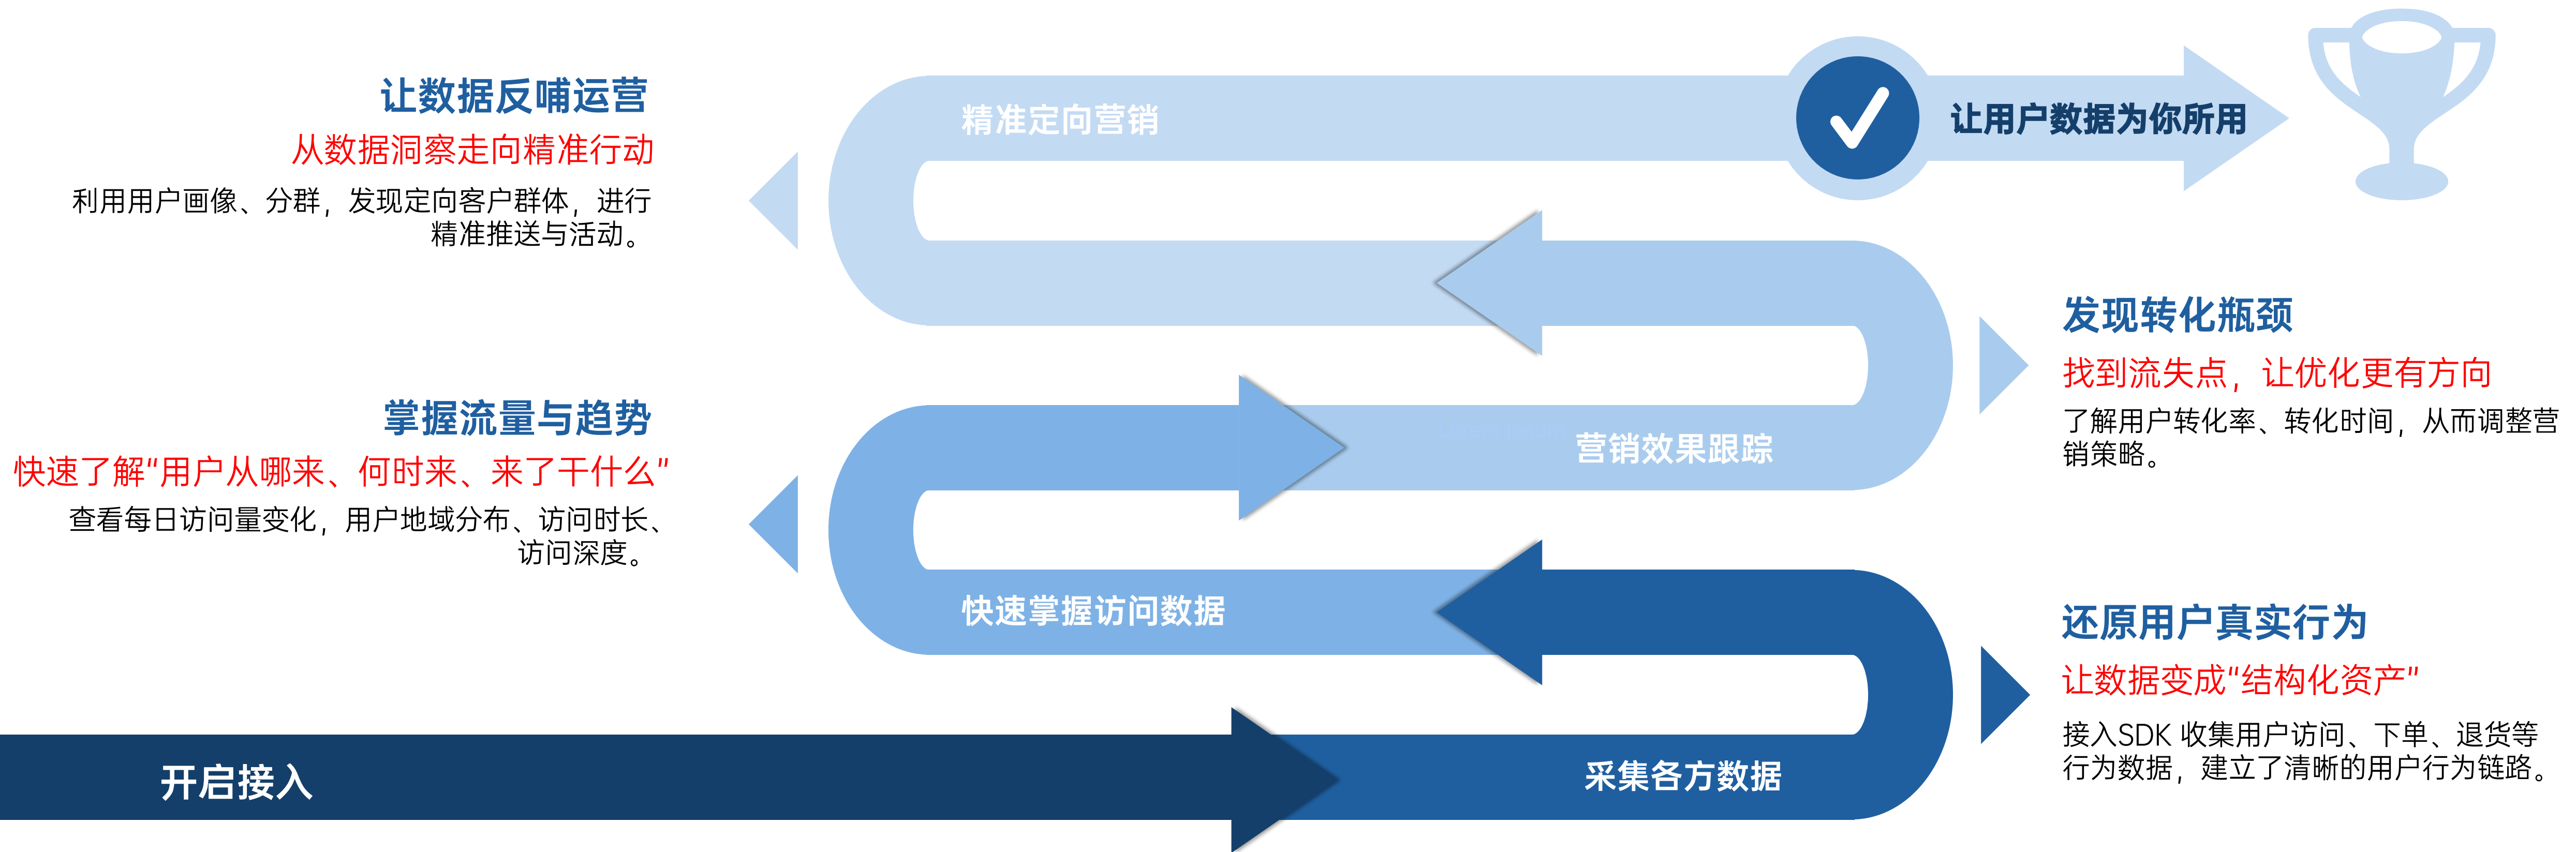 让数据反哺运营
从数据洞察走向精准行动
利用用户画像、分群，发现定向客户群体，进行
精准推送与活动。
精准定向营销
让用户数据为你所用
发现转化瓶颈
找到流失点，让优化更有方向
了解用户转化率、转化时间，从而调整营
销策略。
掌握流量与趋势
快速了解“用户从哪来、何时来、来了干什么”
查看每日访问量变化，用户地域分布、访问时长、
访问深度。
营销效果跟踪
快速掌握访问数据
还原用户真实行为
让数据变成“结构化资产”
接入SDK 收集用户访问、下单、退货等
行为数据，建立了清晰的用户行为链路。
开启接入
采集各方数据